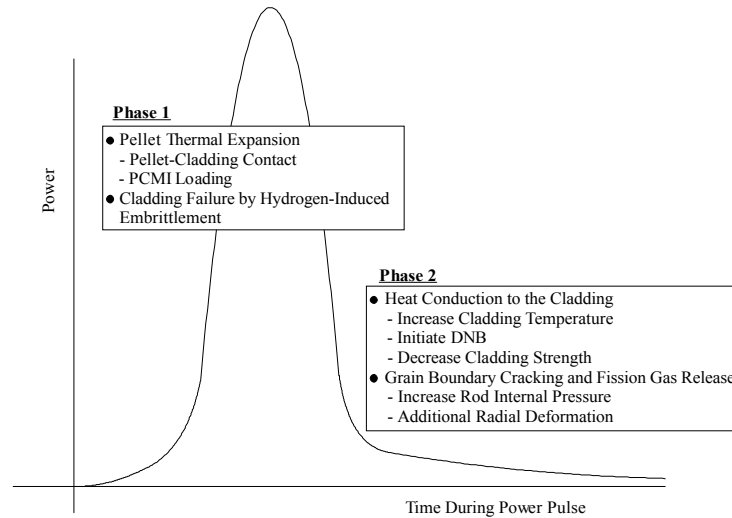 Phase 1
● Pellet Thermal Expansion
- Pellet-Cladding Contact
- PCMI Loading
● Cladding Failure by Hydrogen-Induced
Embrittlement
Power
Phase 2
● Heat Conduction to the Cladding
- Increase Cladding Temperature
- Initiate DNB
- Decrease Cladding Strength
● Grain Boundary Cracking and Fission Gas Release
- Increase Rod Internal Pressure
- Additional Radial Deformation
Time During Power Pulse